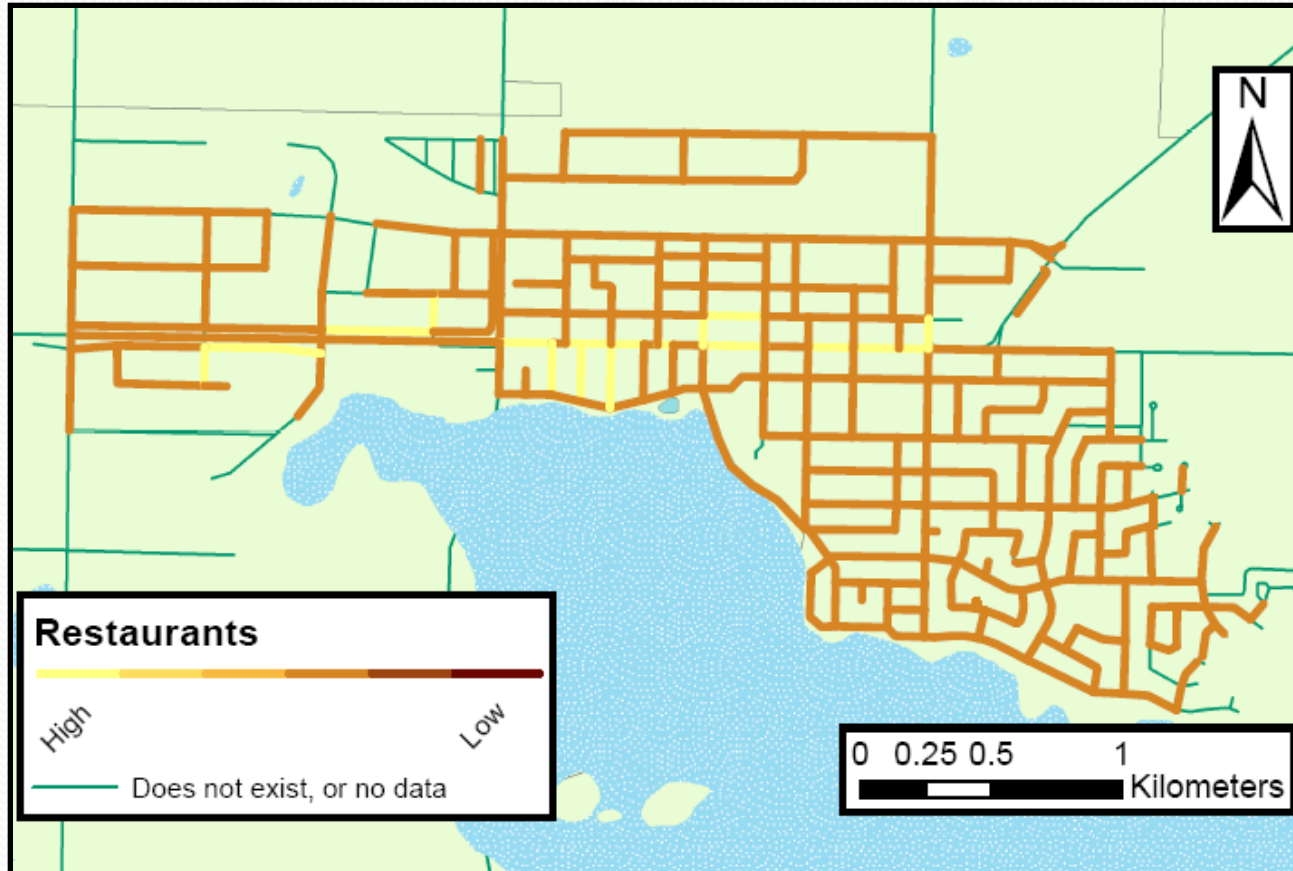 N
Restaurants
High
Low
Does not exist, or no data
0 0.25 0.5 1
Kilometers